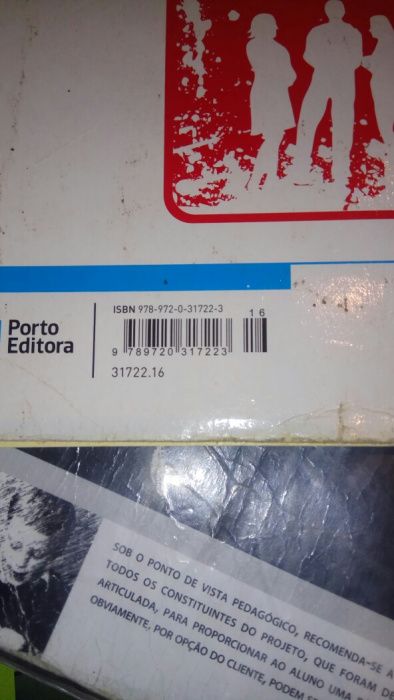 ISBN 978-972-0-31722-3
16
Porto
Editora
9 789720 317223
31722.16
SOB O PONTO DE VISTA PEDAGÓGICO, RECOMENDA-SE A
TODOS OS CONSTITUINTES DO PROJETO, QUE FORAM DE
ARTICULADA, PARA PROPORCIONAR AO ALUNO UMA
OBVIAMENTE, POR OPÇÃO DO CLIENTE, PODEM